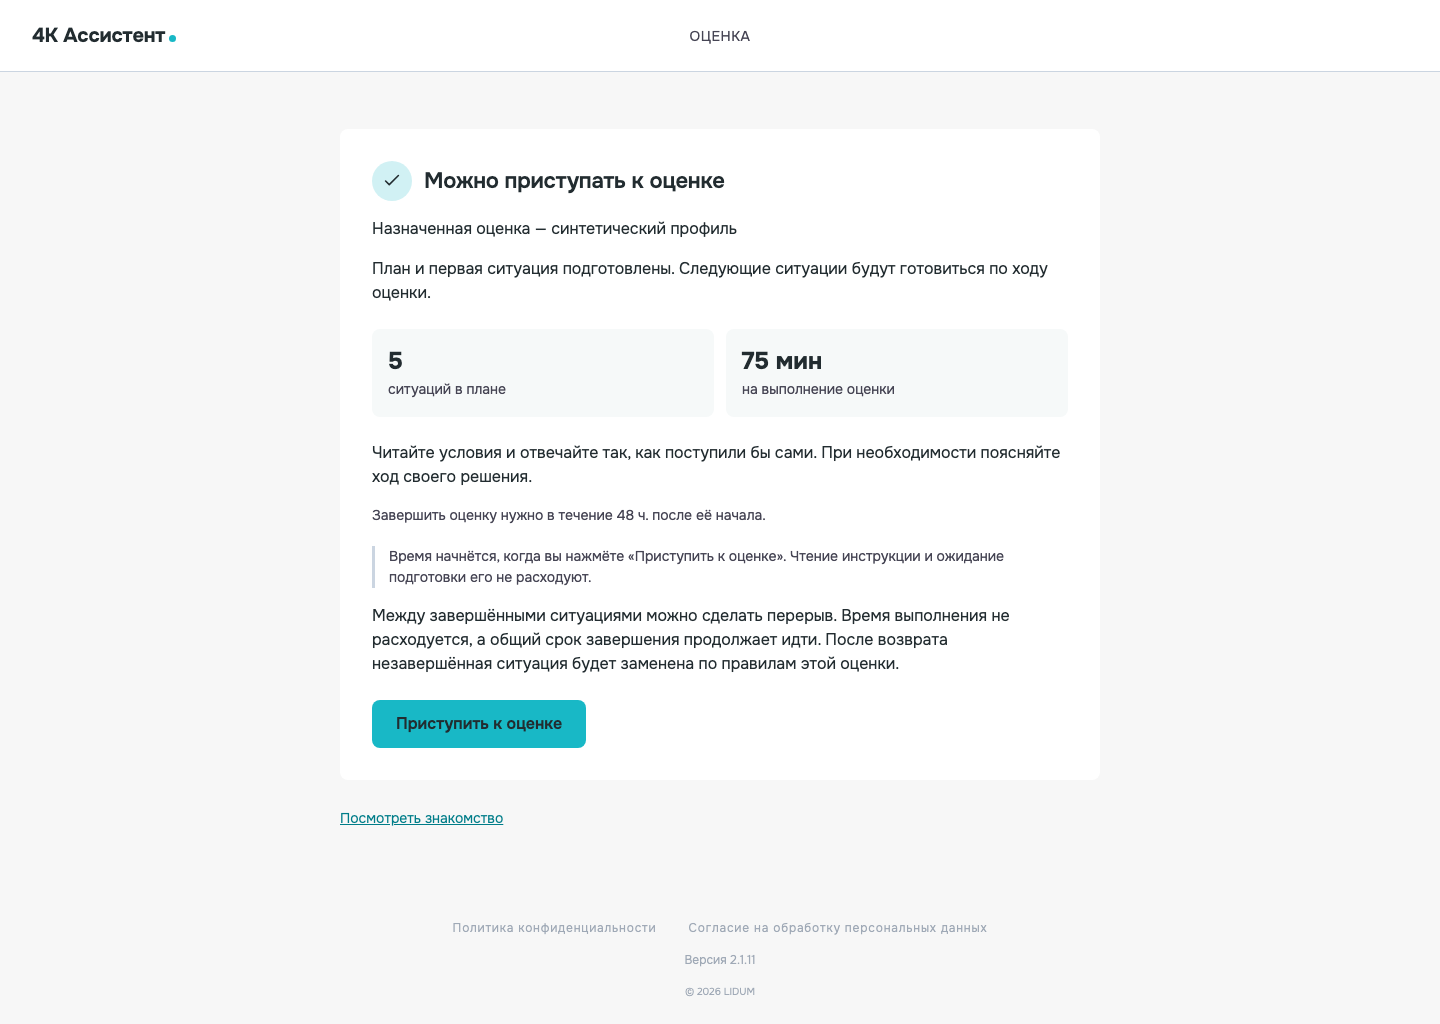 4К Ассистент
ОЦЕНКА
Можно приступать к оценке
Назначенная оценка — синтетический профиль
План и первая ситуация подготовлены. Следующие ситуации будут готовиться по ходу
оценки.
5
ситуаций в плане
75 мин
на выполнение оценки
Читайте условия и отвечайте так, как поступили бы сами. При необходимости поясняйте
ход своего решения.
Завершить оценку нужно в течение 48 ч. после её начала.
Время начнётся, когда вы нажмёте «Приступить к оценке». Чтение инструкции и ожидание
подготовки его не расходуют.
Между завершёнными ситуациями можно сделать перерыв. Время выполнения не
расходуется, а общий срок завершения продолжает идти. После возврата
незавершённая ситуация будет заменена по правилам этой оценки.
Приступить к оценке
Посмотреть знакомство
Политика конфиденциальности
Согласие на обработку персональных данных
Версия 2.1.11
© 2026 LIDUM